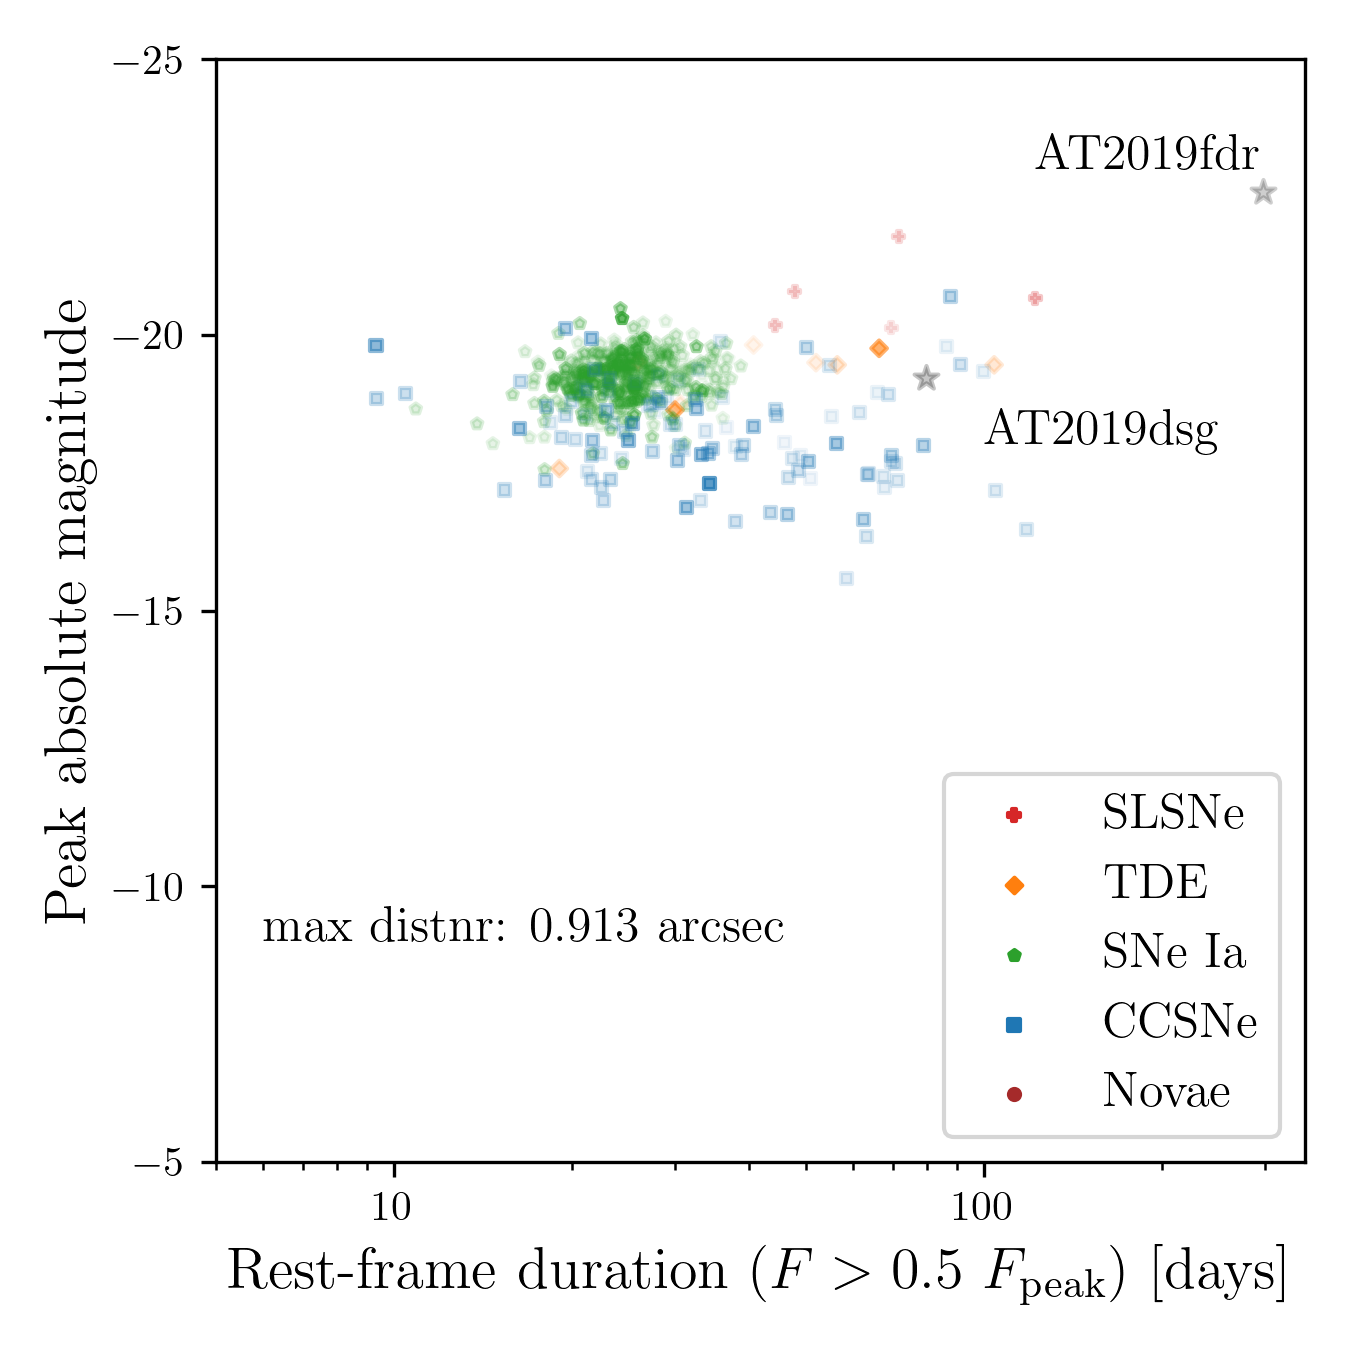 −25
−20
−15
−10
−5
Peak absolute magnitude
AT2019fdr
AT2019dsg
max distnr: 0.913 arcsec
SLSNe
TDE
SNe Ia
CCSNe
Novae
10
100
Rest-frame duration (F > 0.5 F_peak) [days]